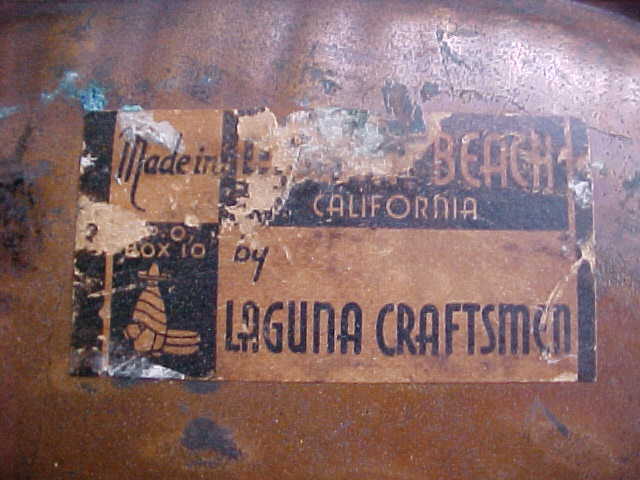 Made in
BEACH
CALIFORNIA
BOX 10
by
LAGUNA CRAFTSMEN